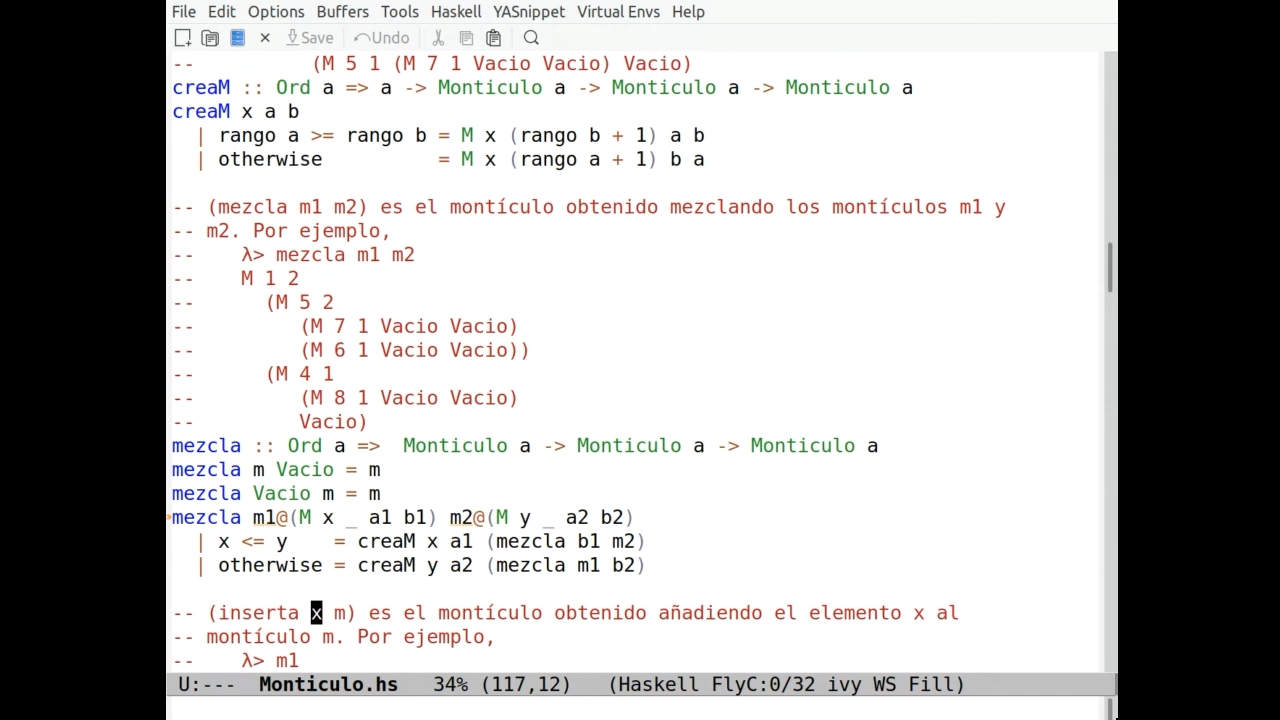 File Edit Options Buffers Tools Haskell YASnippet Virtual Envs Help
Save Undo
--          (M 5 1 (M 7 1 Vacio Vacio) Vacio)
creaM :: Ord a => a -> Monticulo a -> Monticulo a -> Monticulo a
creaM x a b
  | rango a >= rango b = M x (rango b + 1) a b
  | otherwise          = M x (rango a + 1) b a
-- (mezcla m1 m2) es el montículo obtenido mezclando los montículos m1 y
-- m2. Por ejemplo,
--    λ> mezcla m1 m2
--    M 1 2
--      (M 5 2
--         (M 7 1 Vacio Vacio)
--         (M 6 1 Vacio Vacio))
--      (M 4 1
--         (M 8 1 Vacio Vacio)
--         Vacio)
mezcla :: Ord a =>  Monticulo a -> Monticulo a -> Monticulo a
mezcla m Vacio = m
mezcla Vacio m = m
mezcla m1@(M x _ a1 b1) m2@(M y _ a2 b2)
  | x <= y    = creaM x a1 (mezcla b1 m2)
  | otherwise = creaM y a2 (mezcla m1 b2)
-- (inserta x m) es el montículo obtenido añadiendo el elemento x al
-- montículo m. Por ejemplo,
--    λ> m1
U:---  Monticulo.hs   34% (117,12)   (Haskell FlyC:0/32 ivy WS Fill)